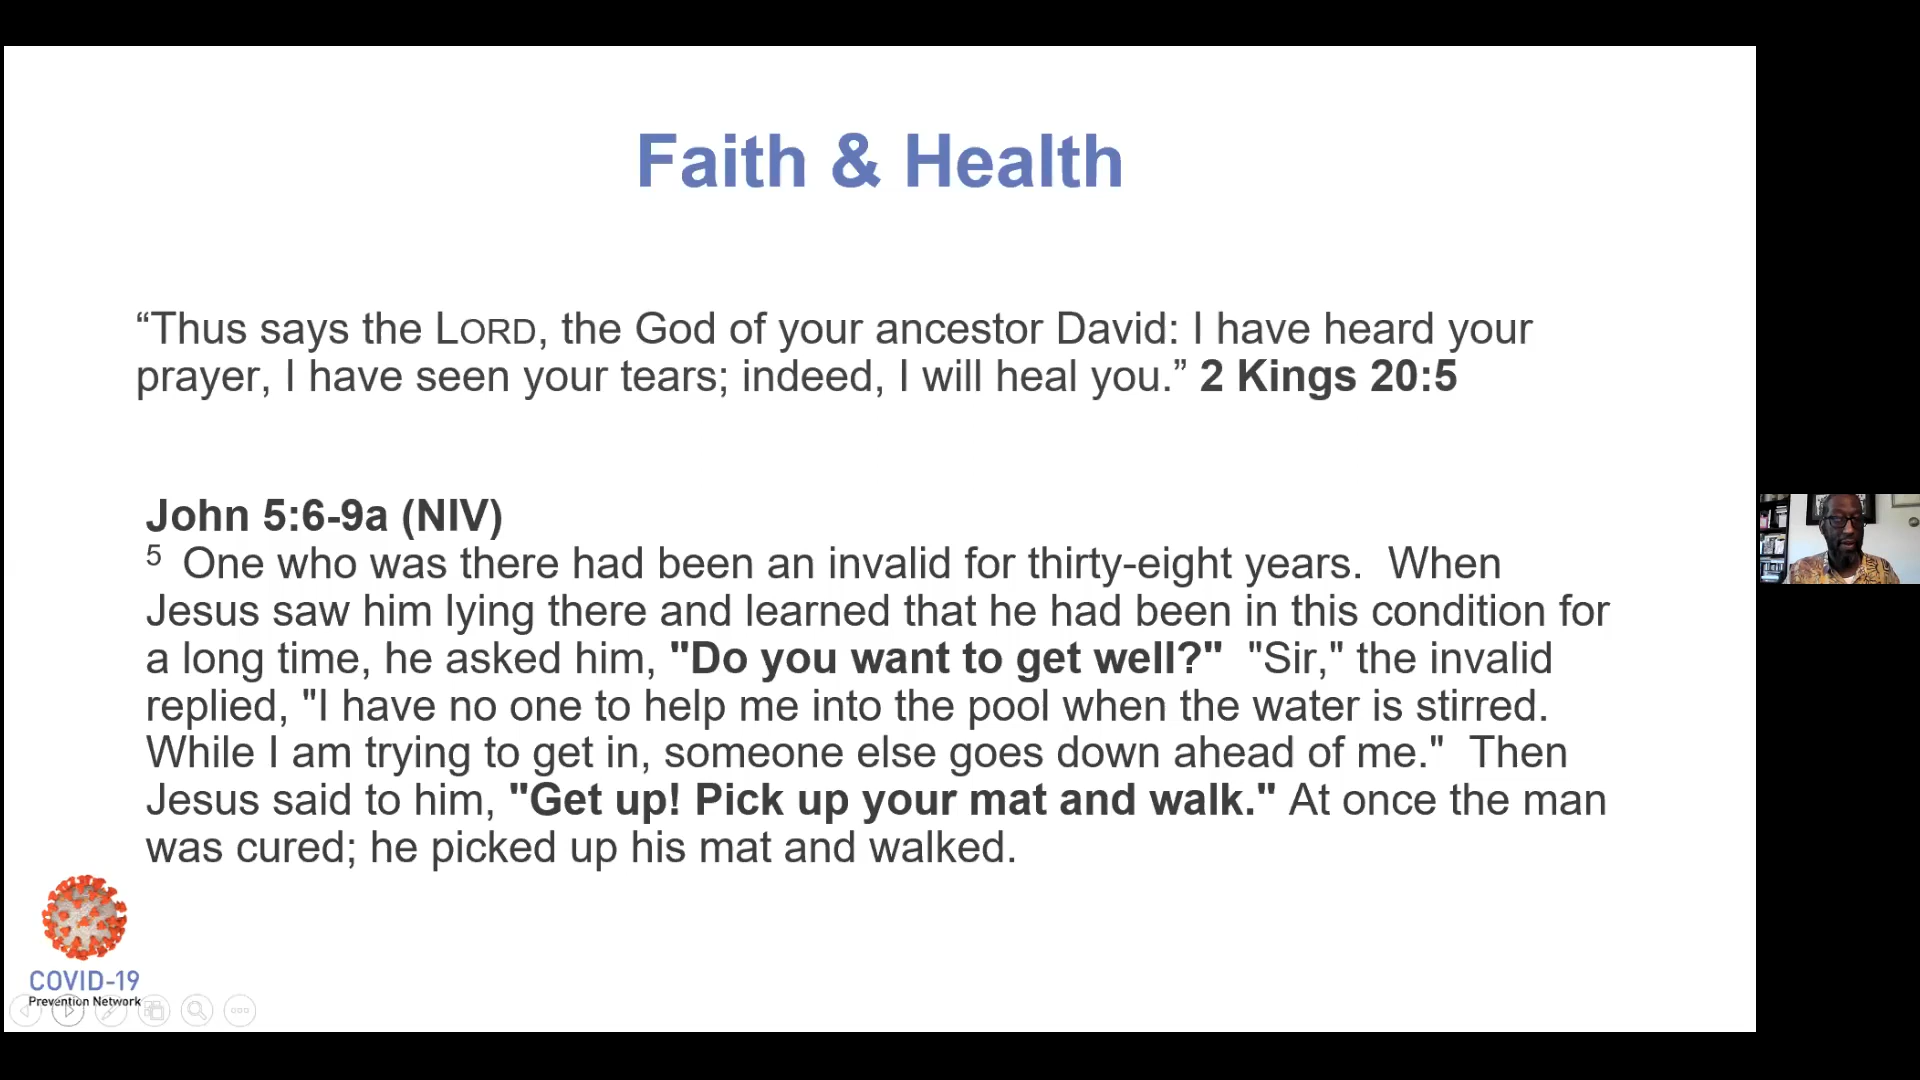 Faith & Health
“Thus says the LORD, the God of your ancestor David: I have heard your
prayer, I have seen your tears; indeed, I will heal you.” 2 Kings 20:5
John 5:6-9a (NIV)
5 One who was there had been an invalid for thirty-eight years. When
Jesus saw him lying there and learned that he had been in this condition for
a long time, he asked him, "Do you want to get well?" "Sir," the invalid
replied, "I have no one to help me into the pool when the water is stirred.
While I am trying to get in, someone else goes down ahead of me." Then
Jesus said to him, "Get up! Pick up your mat and walk." At once the man
was cured; he picked up his mat and walked.
COVID-19
Prevention Network